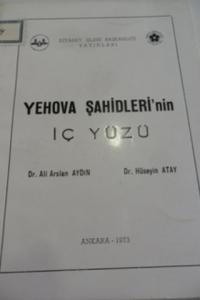 DİYANET İŞLERİ BAŞKANLIĞI
YAYINLARI
YEHOVA ŞAHİDLERİ'nin
İÇ YÜZÜ
Dr. Ali Arslan AYDIN Dr. Hüseyin ATAY
ANKARA - 1973